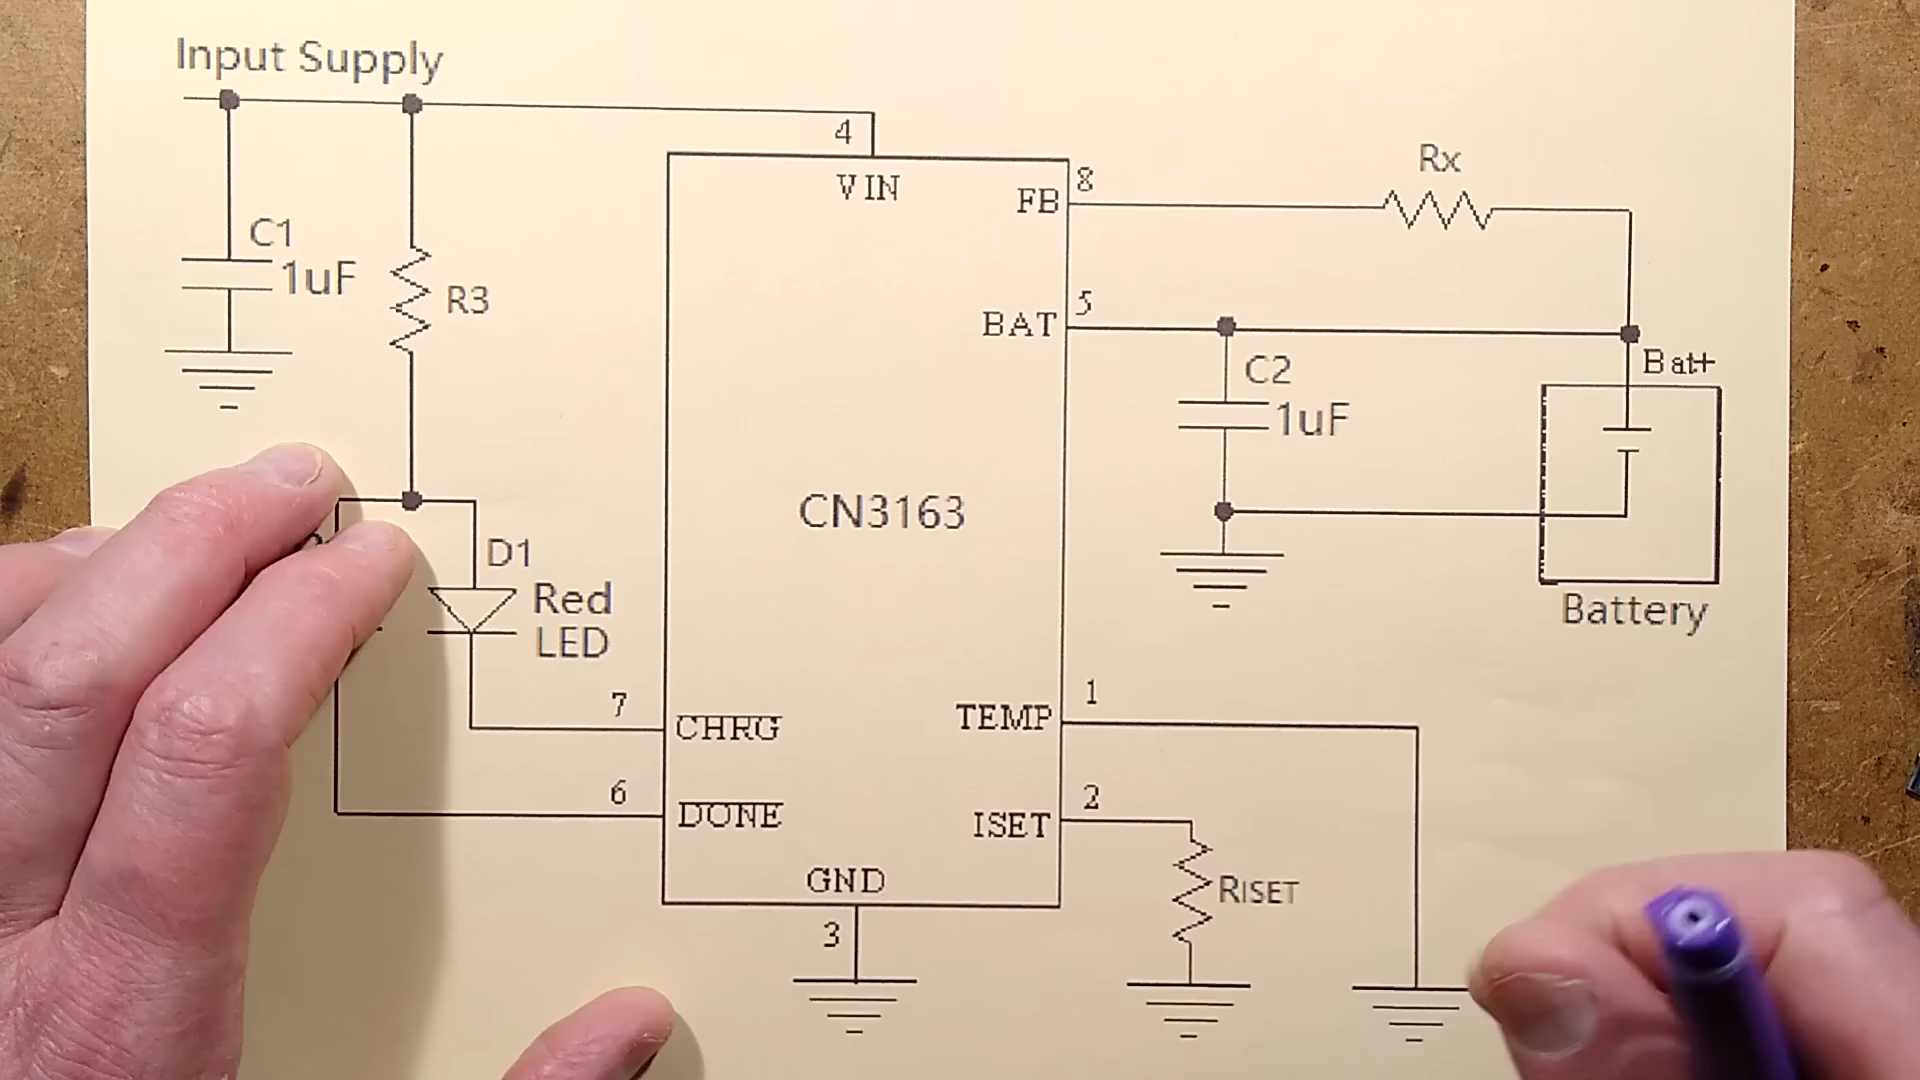 Input Supply
4
VIN
8
FB
Rx
C1
1uF
R3
5
BAT
Batt+
C2
1uF
CN3163
D1
Red
LED
Battery
7
CHRG
1
TEMP
6
DONE
2
ISET
GND
RISET
3